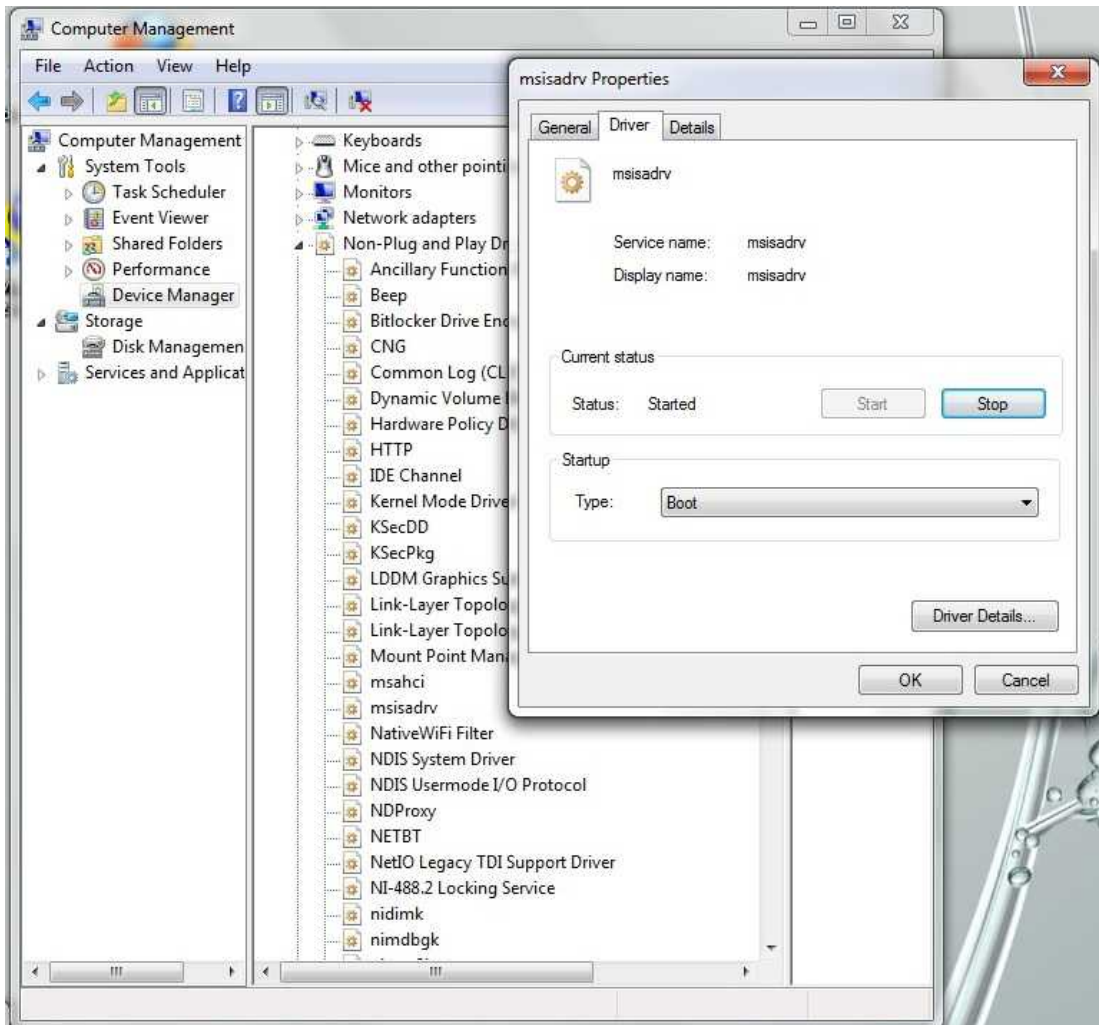 Computer Management
File Action View Help
Computer Management
System Tools
Task Scheduler
Event Viewer
Shared Folders
Performance
Device Manager
Storage
Disk Managemen
Services and Applicat
Keyboards
Mice and other pointi
Monitors
Network adapters
Non-Plug and Play Dr
Ancillary Function
Beep
Bitlocker Drive Enc
CNG
Common Log (CL
Dynamic Volume
Hardware Policy D
HTTP
IDE Channel
Kernel Mode Drive
KSecDD
KSecPkg
LDDM Graphics Su
Link-Layer Topolo
Link-Layer Topolo
Mount Point Mana
msahci
msisadrv
NativeWiFi Filter
NDIS System Driver
NDIS Usermode I/O Protocol
NDProxy
NETBT
NetIO Legacy TDI Support Driver
NI-488.2 Locking Service
nidimk
nimdbgk
msisadrv Properties
General Driver Details
msisadrv
Service name: msisadrv
Display name: msisadrv
Current status
Status: Started Start Stop
Startup
Type: Boot
Driver Details...
OK Cancel